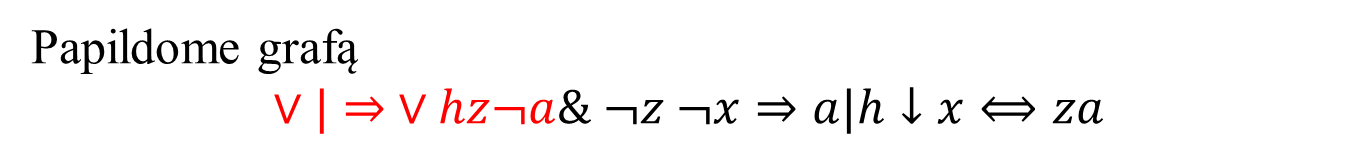 Papildome grafą
∨ | ⇒ ∨ hz¬a& ¬z ¬x ⇒ a|h ↓ x ⟺ za